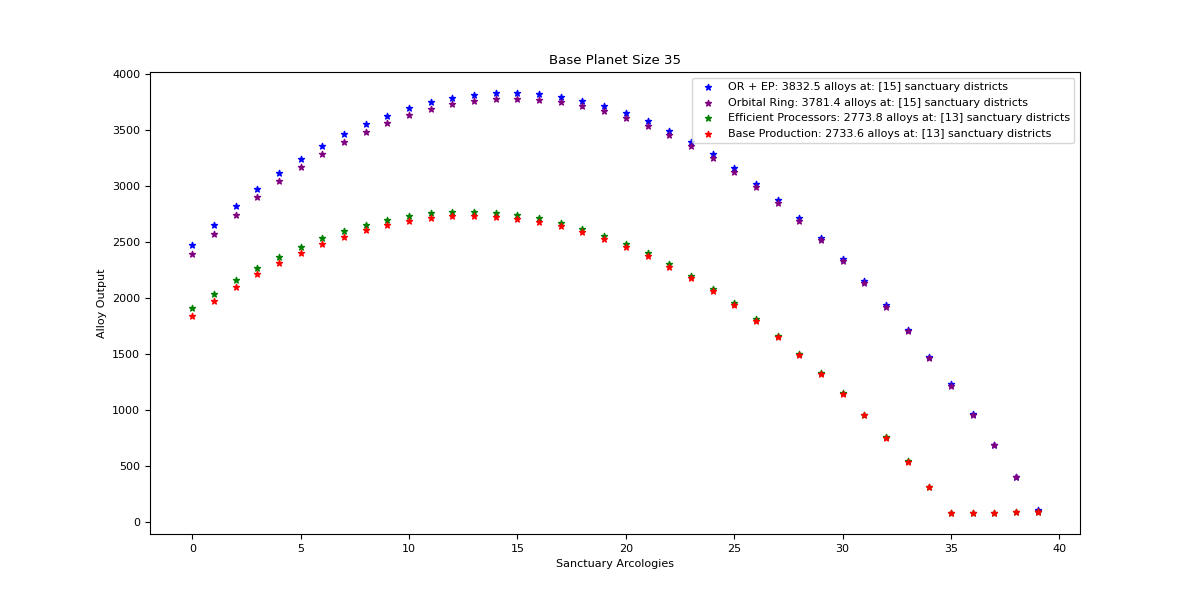 Base Planet Size 35
OR + EP: 3832.5 alloys at: [15] sanctuary districts
Orbital Ring: 3781.4 alloys at: [15] sanctuary districts
Efficient Processors: 2773.8 alloys at: [13] sanctuary districts
Base Production: 2733.6 alloys at: [13] sanctuary districts
Alloy Output
4000
3500
3000
2500
2000
1500
1000
500
0
0 5 10 15 20 25 30 35 40
Sanctuary Arcologies